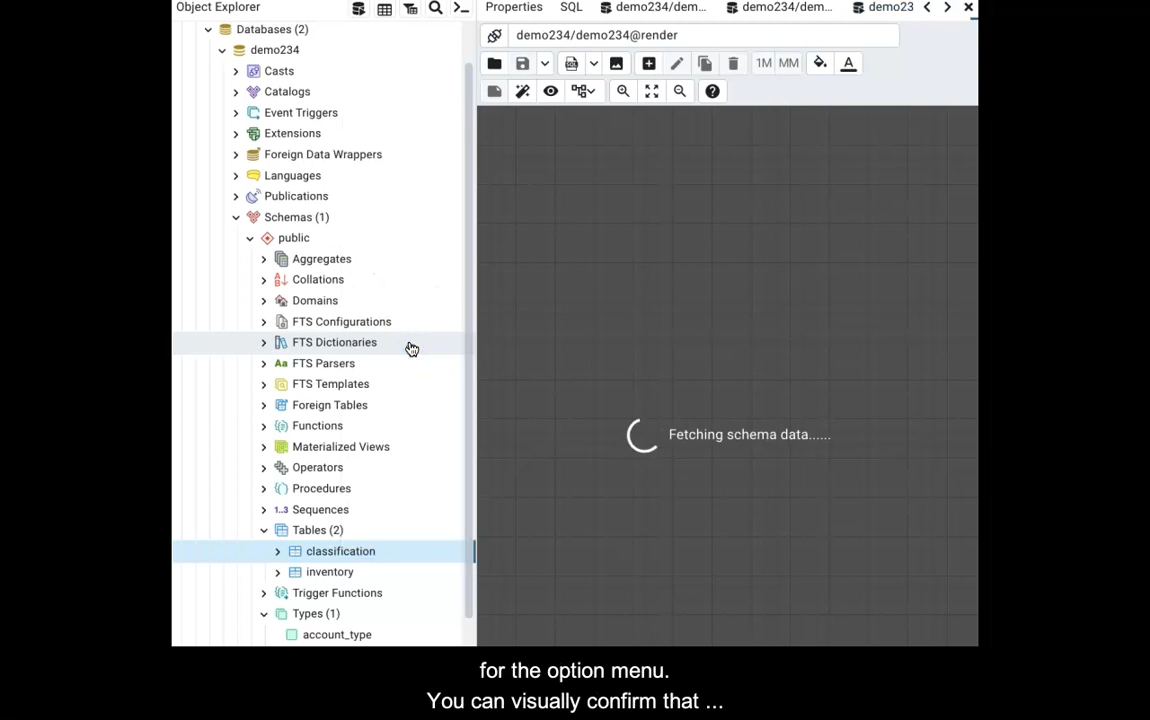 Object Explorer
Properties SQL demo234/dem... demo234/dem... demo23
Databases (2)
demo234/demo234@render
demo234
Casts
1M MM
Catalogs
Event Triggers
Extensions
Foreign Data Wrappers
Languages
Publications
Schemas (1)
public
Aggregates
Collations
Domains
FTS Configurations
FTS Dictionaries
Aa FTS Parsers
FTS Templates
Foreign Tables
Functions
Materialized Views
Operators
Procedures
1..3 Sequences
Tables (2)
classification
inventory
Trigger Functions
Types (1)
account_type
Fetching schema data......
for the option menu.
You can visually confirm that ...